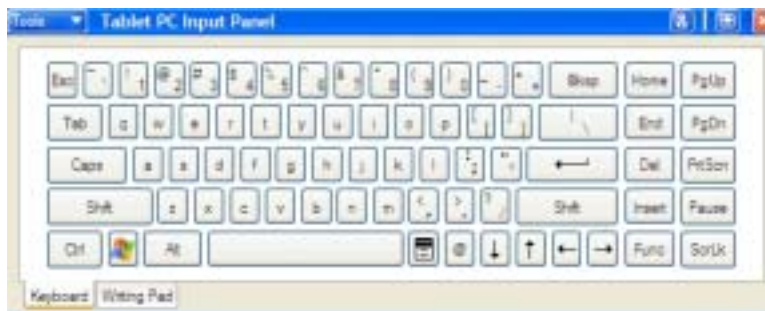 Tools Tablet PC Input Panel
Esc ~ ` ! 1 @ 2 # 3 $ 4 % 5 ^ 6 & 7 * 8 ( 9 ) 0 _ - + = Bksp Home PgUp
Tab q w e r t y u i o p { [ } ] | \ End PgDn
Caps a s d f g h j k l : ; " ' Del PrtScn
Shift z x c v b n m < , > . ? / Shift Insert Pause
Ctrl Alt @ ↓ ↑ ← → Func ScrLk
Keyboard Writing Pad